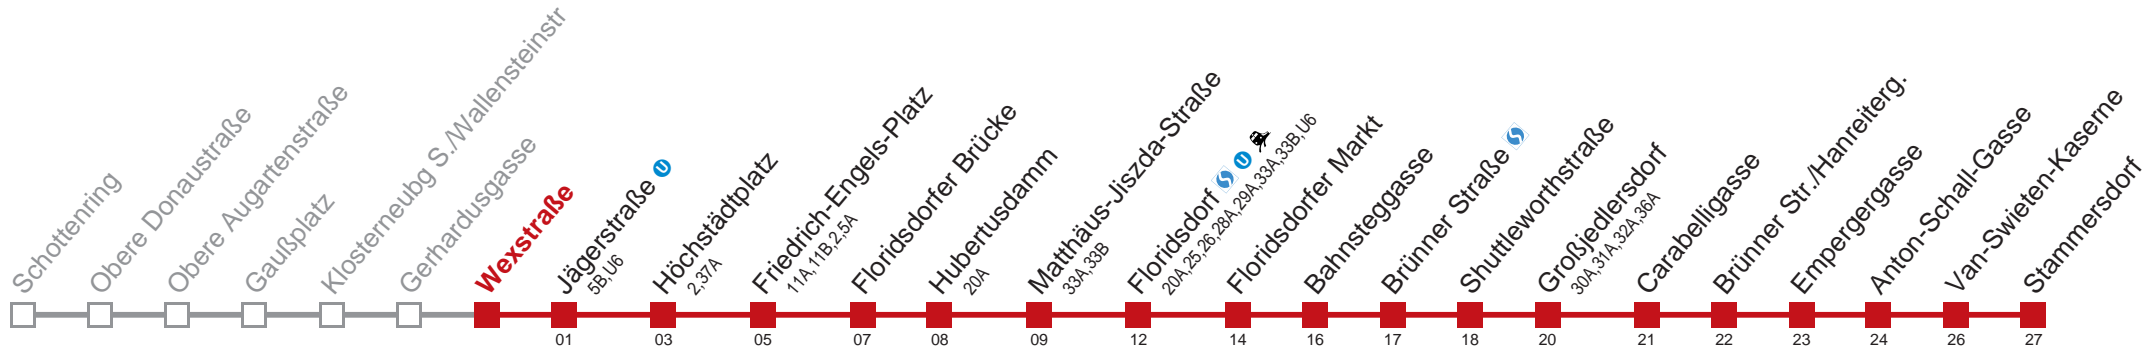 Schottenring
Obere Donaustraße
Obere Augartenstraße
Gaußplatz
Klosterneubg S./Wallensteinstr
Gerhardusgasse
Wexstraße
Jägerstraße U
5B,U6
01
Höchstädtplatz
2,37A
03
Friedrich-Engels-Platz
11A,11B,2,5A
05
Floridsdorfer Brücke
07
Hubertusdamm
20A
08
Matthäus-Jiszda-Straße
33A,33B
09
Floridsdorf S U
20A,25,26,28A,29A,33A,33B,U6
12
Floridsdorfer Markt
14
Bahnsteggasse
16
Brünner Straße S
17
Shuttleworthstraße
18
Großjedlersdorf
30A,31A,32A,36A
20
Carabelligasse
21
Brünner Str./Hanreiterg.
22
Empergergasse
23
Anton-Schall-Gasse
24
Van-Swieten-Kaserne
26
Stammersdorf
27